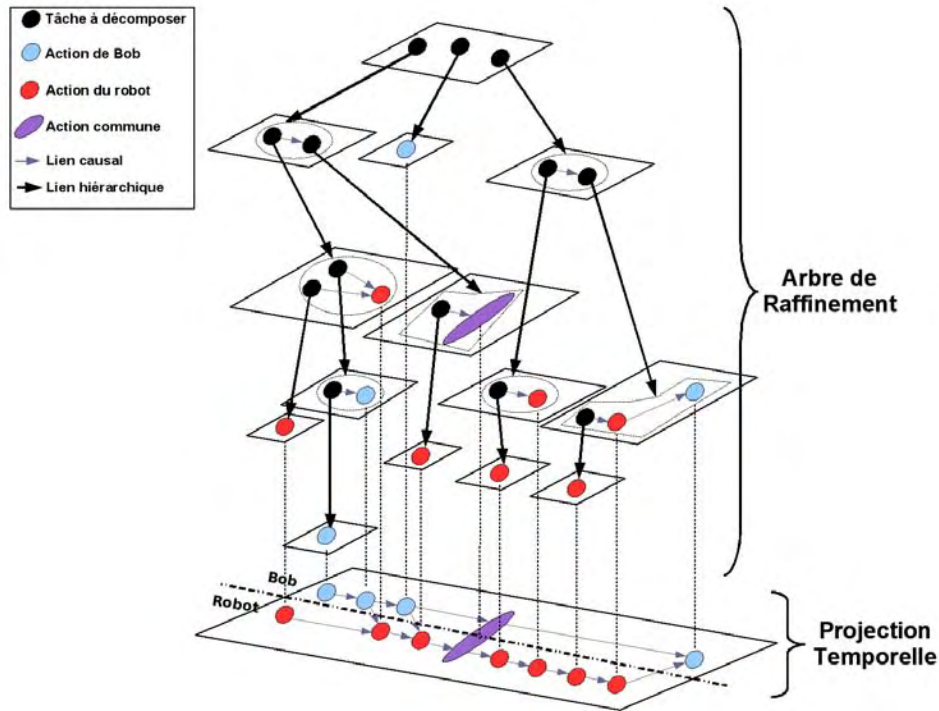 Tâche à décomposer
Action de Bob
Action du robot
Action commune
Lien causal
Lien hiérarchique
Arbre de
Raffinement
Bob
Robot
Projection
Temporelle